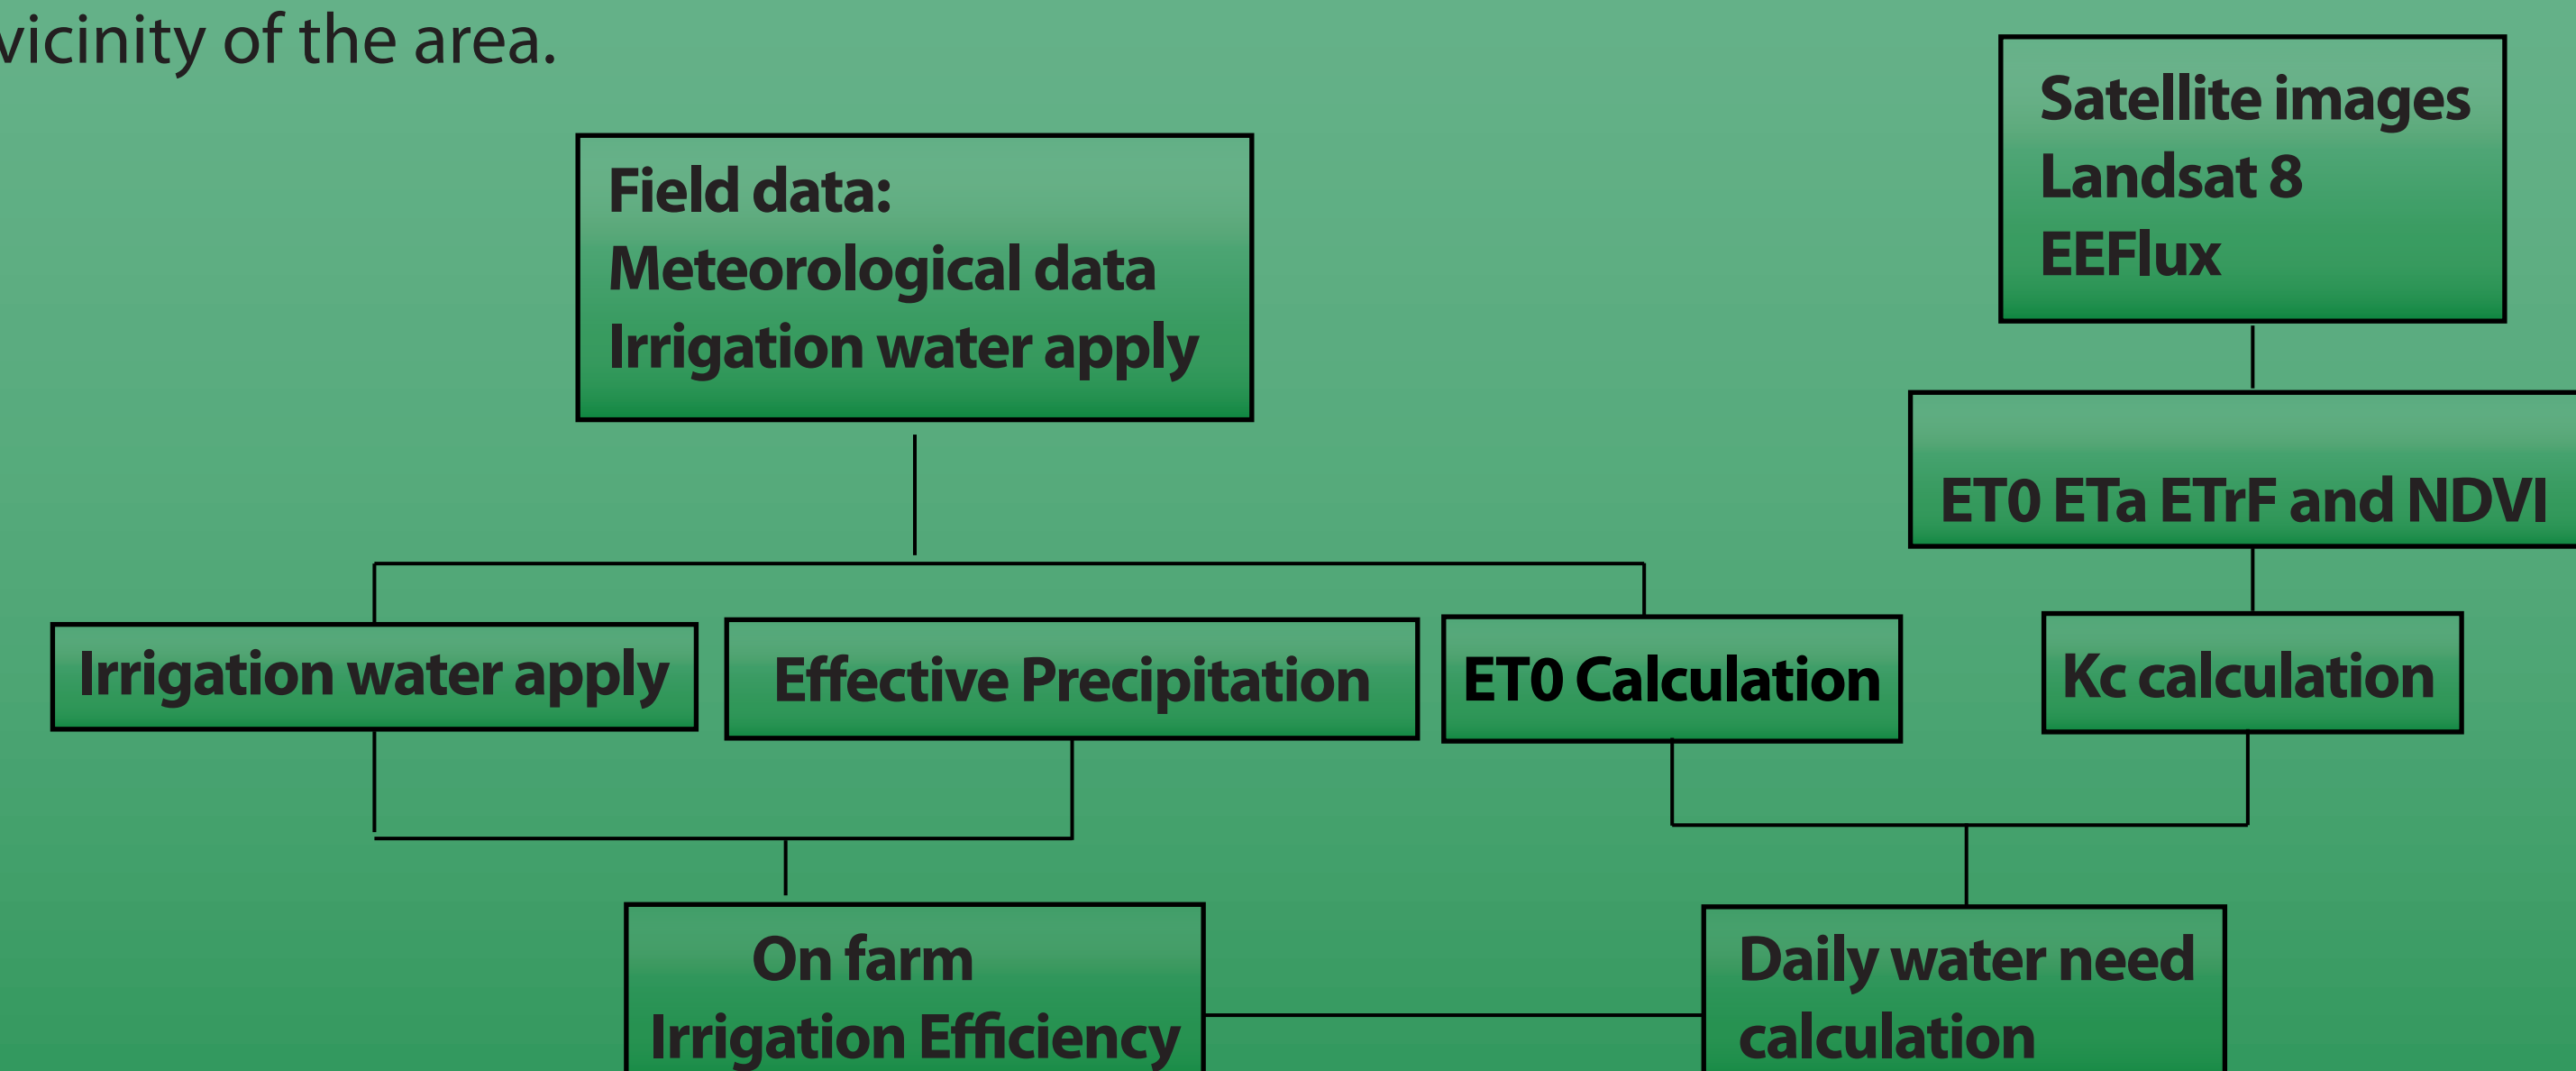 vicinity of the area.
Satellite images
Landsat 8
EEFlux
Field data:
Meteorological data
Irrigation water apply
ET0 ETa ETrF and NDVI
Irrigation water apply
Effective Precipitation
ET0 Calculation
Kc calculation
On farm
Irrigation Efficiency
Daily water need
calculation